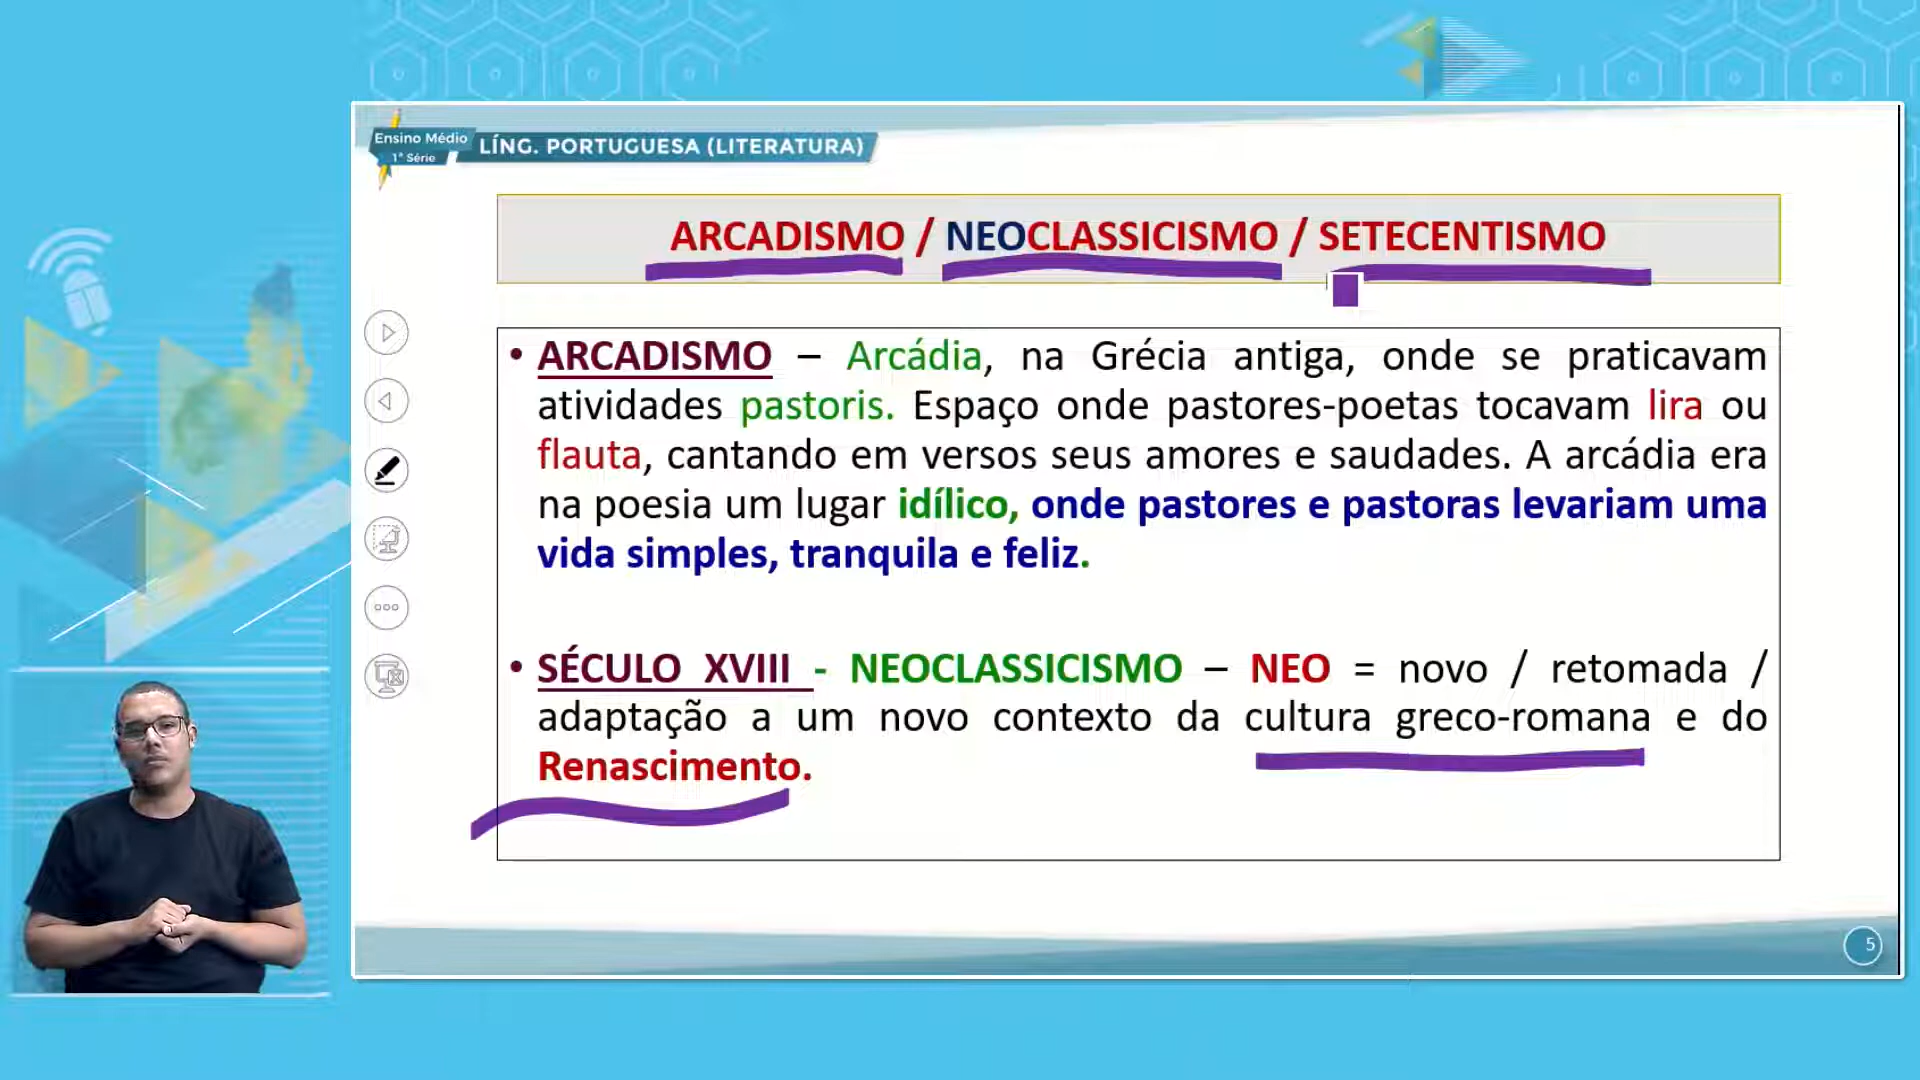 Ensino Médio
1ª Série
LÍNG. PORTUGUESA (LITERATURA)
ARCADISMO / NEOCLASSICISMO / SETECENTISMO
• ARCADISMO – Arcádia, na Grécia antiga, onde se praticavam
atividades pastoris. Espaço onde pastores-poetas tocavam lira ou
flauta, cantando em versos seus amores e saudades. A arcádia era
na poesia um lugar idílico, onde pastores e pastoras levariam uma
vida simples, tranquila e feliz.
• SÉCULO XVIII - NEOCLASSICISMO – NEO = novo / retomada /
adaptação a um novo contexto da cultura greco-romana e do
Renascimento.
5